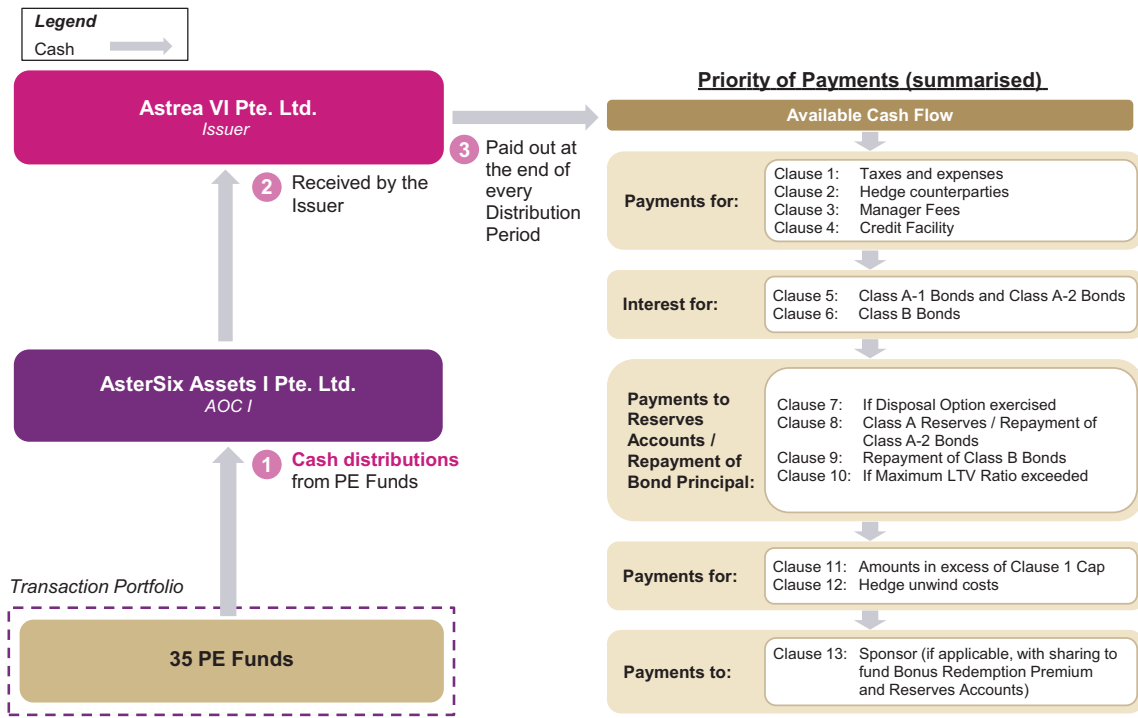 Legend
Cash
Astrea VI Pte. Ltd.
Issuer
2 Received by the
Issuer
3 Paid out at
the end of
every
Distribution
Period
AsterSix Assets I Pte. Ltd.
AOC I
1 Cash distributions
from PE Funds
Transaction Portfolio
35 PE Funds
Priority of Payments (summarised)
Available Cash Flow
Payments for:
Clause 1: Taxes and expenses
Clause 2: Hedge counterparties
Clause 3: Manager Fees
Clause 4: Credit Facility
Interest for:
Clause 5: Class A-1 Bonds and Class A-2 Bonds
Clause 6: Class B Bonds
Payments to
Reserves
Accounts /
Repayment of
Bond Principal:
Clause 7: If Disposal Option exercised
Clause 8: Class A Reserves / Repayment of
Class A-2 Bonds
Clause 9: Repayment of Class B Bonds
Clause 10: If Maximum LTV Ratio exceeded
Payments for:
Clause 11: Amounts in excess of Clause 1 Cap
Clause 12: Hedge unwind costs
Payments to:
Clause 13: Sponsor (if applicable, with sharing to
fund Bonus Redemption Premium
and Reserves Accounts)